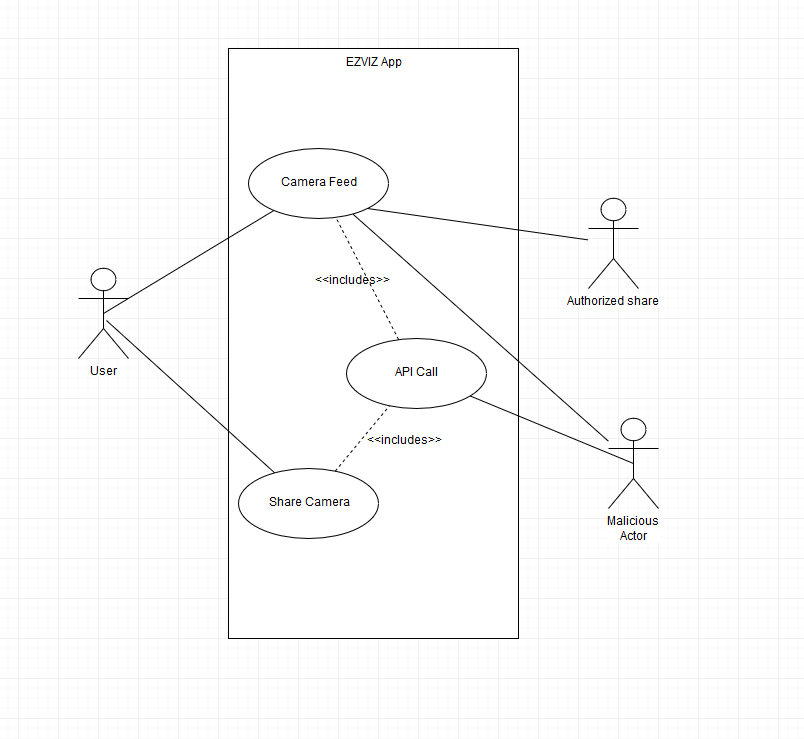 EZVIZ App
Camera Feed
Authorized share
<<includes>>
User
API Call
<<includes>>
Share Camera
Malicious
Actor